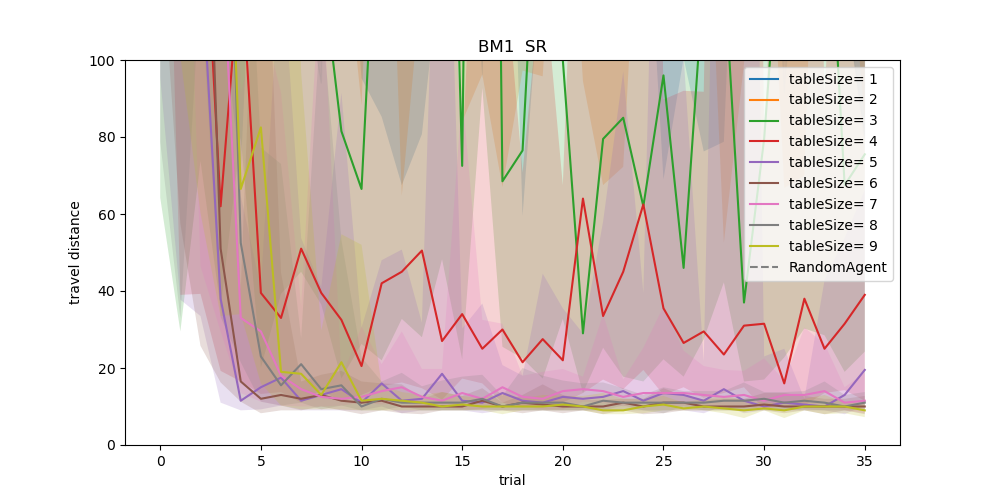 BM1  SR
100
80
60
40
20
0
travel distance
0 5 10 15 20 25 30 35
trial
tableSize= 1
tableSize= 2
tableSize= 3
tableSize= 4
tableSize= 5
tableSize= 6
tableSize= 7
tableSize= 8
tableSize= 9
RandomAgent